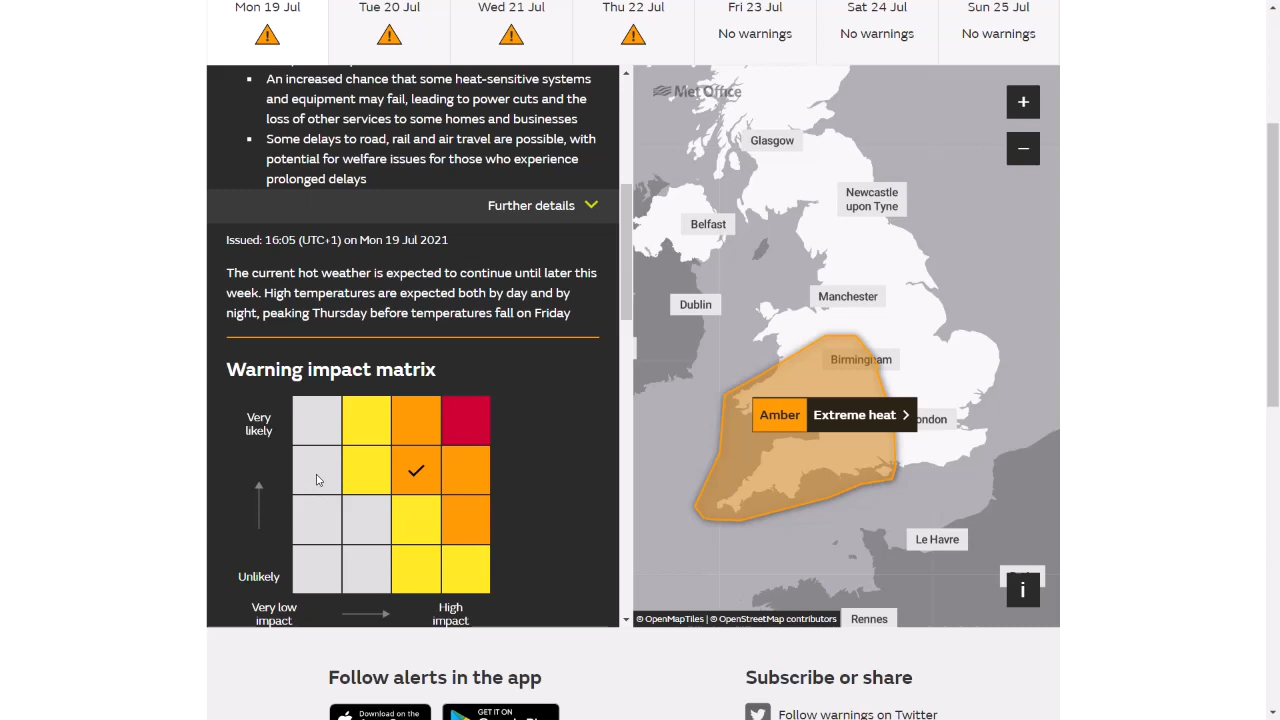 Mon 19 Jul
Tue 20 Jul
Wed 21 Jul
Thu 22 Jul
Fri 23 Jul
Sat 24 Jul
Sun 25 Jul
No warnings
No warnings
No warnings
An increased chance that some heat-sensitive systems
and equipment may fail, leading to power cuts and the
loss of other services to some homes and businesses
Some delays to road, rail and air travel are possible, with
potential for welfare issues for those who experience
prolonged delays
Further details
Issued: 16:05 (UTC+1) on Mon 19 Jul 2021
The current hot weather is expected to continue until later this
week. High temperatures are expected both by day and by
night, peaking Thursday before temperatures fall on Friday
Warning impact matrix
Very
likely
Unlikely
Very low
impact
High
impact
Met Office
+
−
Glasgow
Newcastle
upon Tyne
Belfast
Dublin
Manchester
Birmingham
Amber Extreme heat
ondon
Le Havre
i
© OpenMapTiles | © OpenStreetMap contributors
Rennes
Follow alerts in the app
Subscribe or share
Download on the
GET IT ON
Follow warnings on Twitter